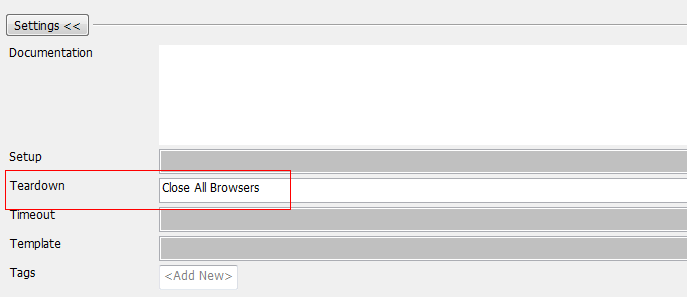 Settings <<
Documentation
Setup
Teardown Close All Browsers
Timeout
Template
Tags <Add New>